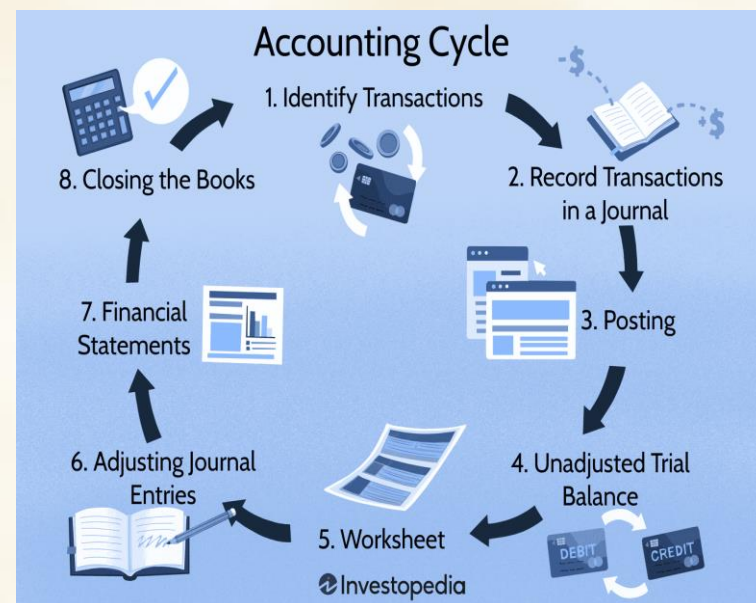 Accounting Cycle
1. Identify Transactions
2. Record Transactions
in a Journal
3. Posting
4. Unadjusted Trial
Balance
DEBIT
CREDIT
5. Worksheet
6. Adjusting Journal
Entries
7. Financial
Statements
8. Closing the Books
Investopedia